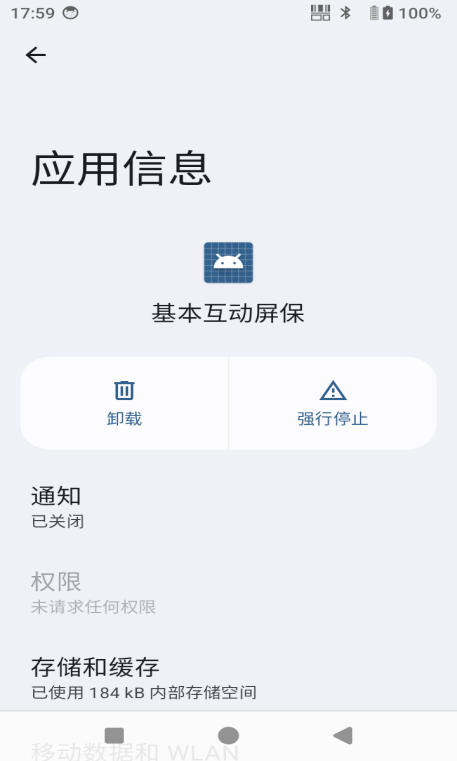 17:59 100%
应用信息
基本互动屏保
卸载 强行停止
通知
已关闭
权限
未请求任何权限
存储和缓存
已使用 184 kB 内部存储空间
移动数据和 WLAN